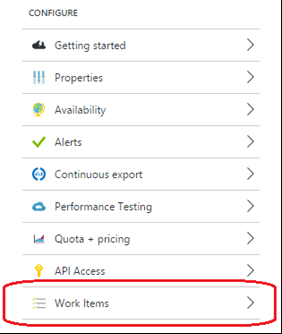 CONFIGURE
Getting started
Properties
Availability
Alerts
Continuous export
Performance Testing
Quota + pricing
API Access
Work Items